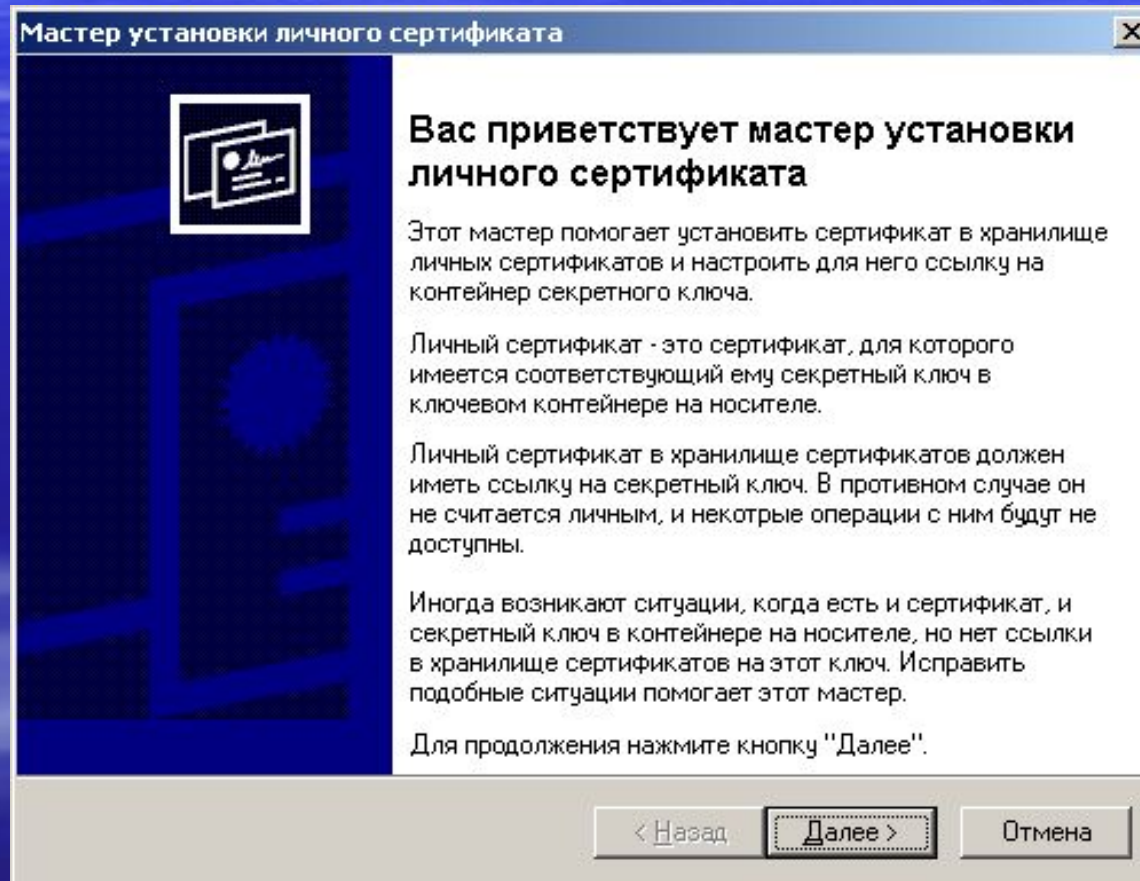 Мастер установки личного сертификата
Вас приветствует мастер установки
личного сертификата
Этот мастер помогает установить сертификат в хранилище
личных сертификатов и настроить для него ссылку на
контейнер секретного ключа.
Личный сертификат - это сертификат, для которого
имеется соответствующий ему секретный ключ в
ключевом контейнере на носителе.
Личный сертификат в хранилище сертификатов должен
иметь ссылку на секретный ключ. В противном случае он
не считается личным, и некотрые операции с ним будут не
доступны.
Иногда возникают ситуации, когда есть и сертификат, и
секретный ключ в контейнере на носителе, но нет ссылки
в хранилище сертификатов на этот ключ. Исправить
подобные ситуации помогает этот мастер.
Для продолжения нажмите кнопку "Далее".
< Назад Далее > Отмена